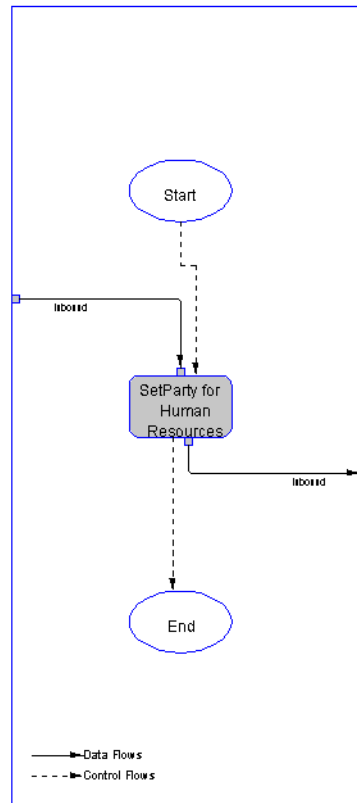 Start
Inbound
SetParty for
Human
Resources
Inbound
End
Data Flows
Control Flows